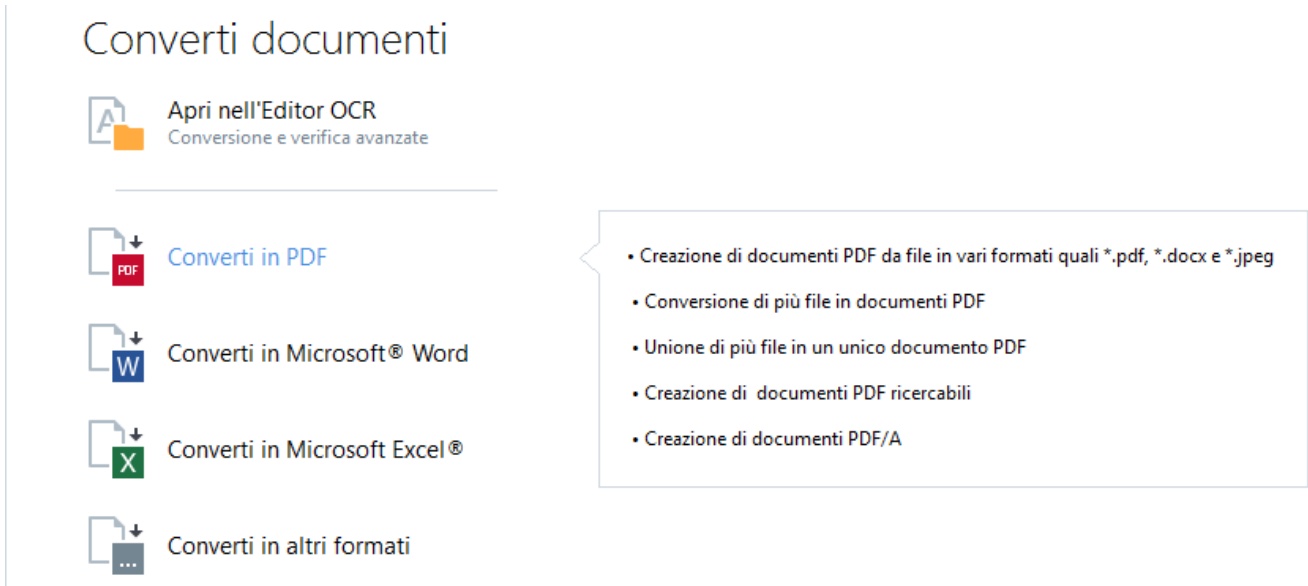 Converti documenti
A
Apri nell'Editor OCR
Conversione e verifica avanzate
PDF
Converti in PDF
W
Converti in Microsoft® Word
X
Converti in Microsoft Excel®
...
Converti in altri formati
• Creazione di documenti PDF da file in vari formati quali *.pdf, *.docx e *.jpeg
• Conversione di più file in documenti PDF
• Unione di più file in un unico documento PDF
• Creazione di  documenti PDF ricercabili
• Creazione di documenti PDF/A